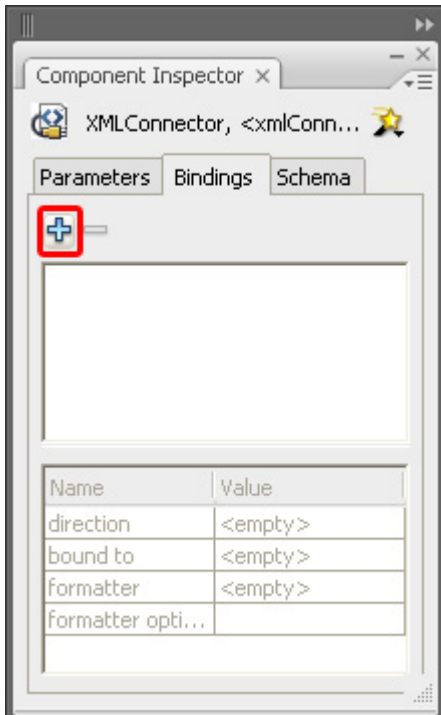 Component Inspector
XMLConnector, <xmlConn...
Parameters Bindings Schema
Name Value
direction <empty>
bound to <empty>
formatter <empty>
formatter opti...